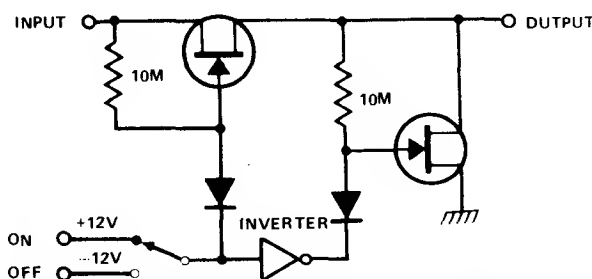 INPUT
OUTPUT
10M
10M
INVERTER
ON
+12V
OFF
--12V